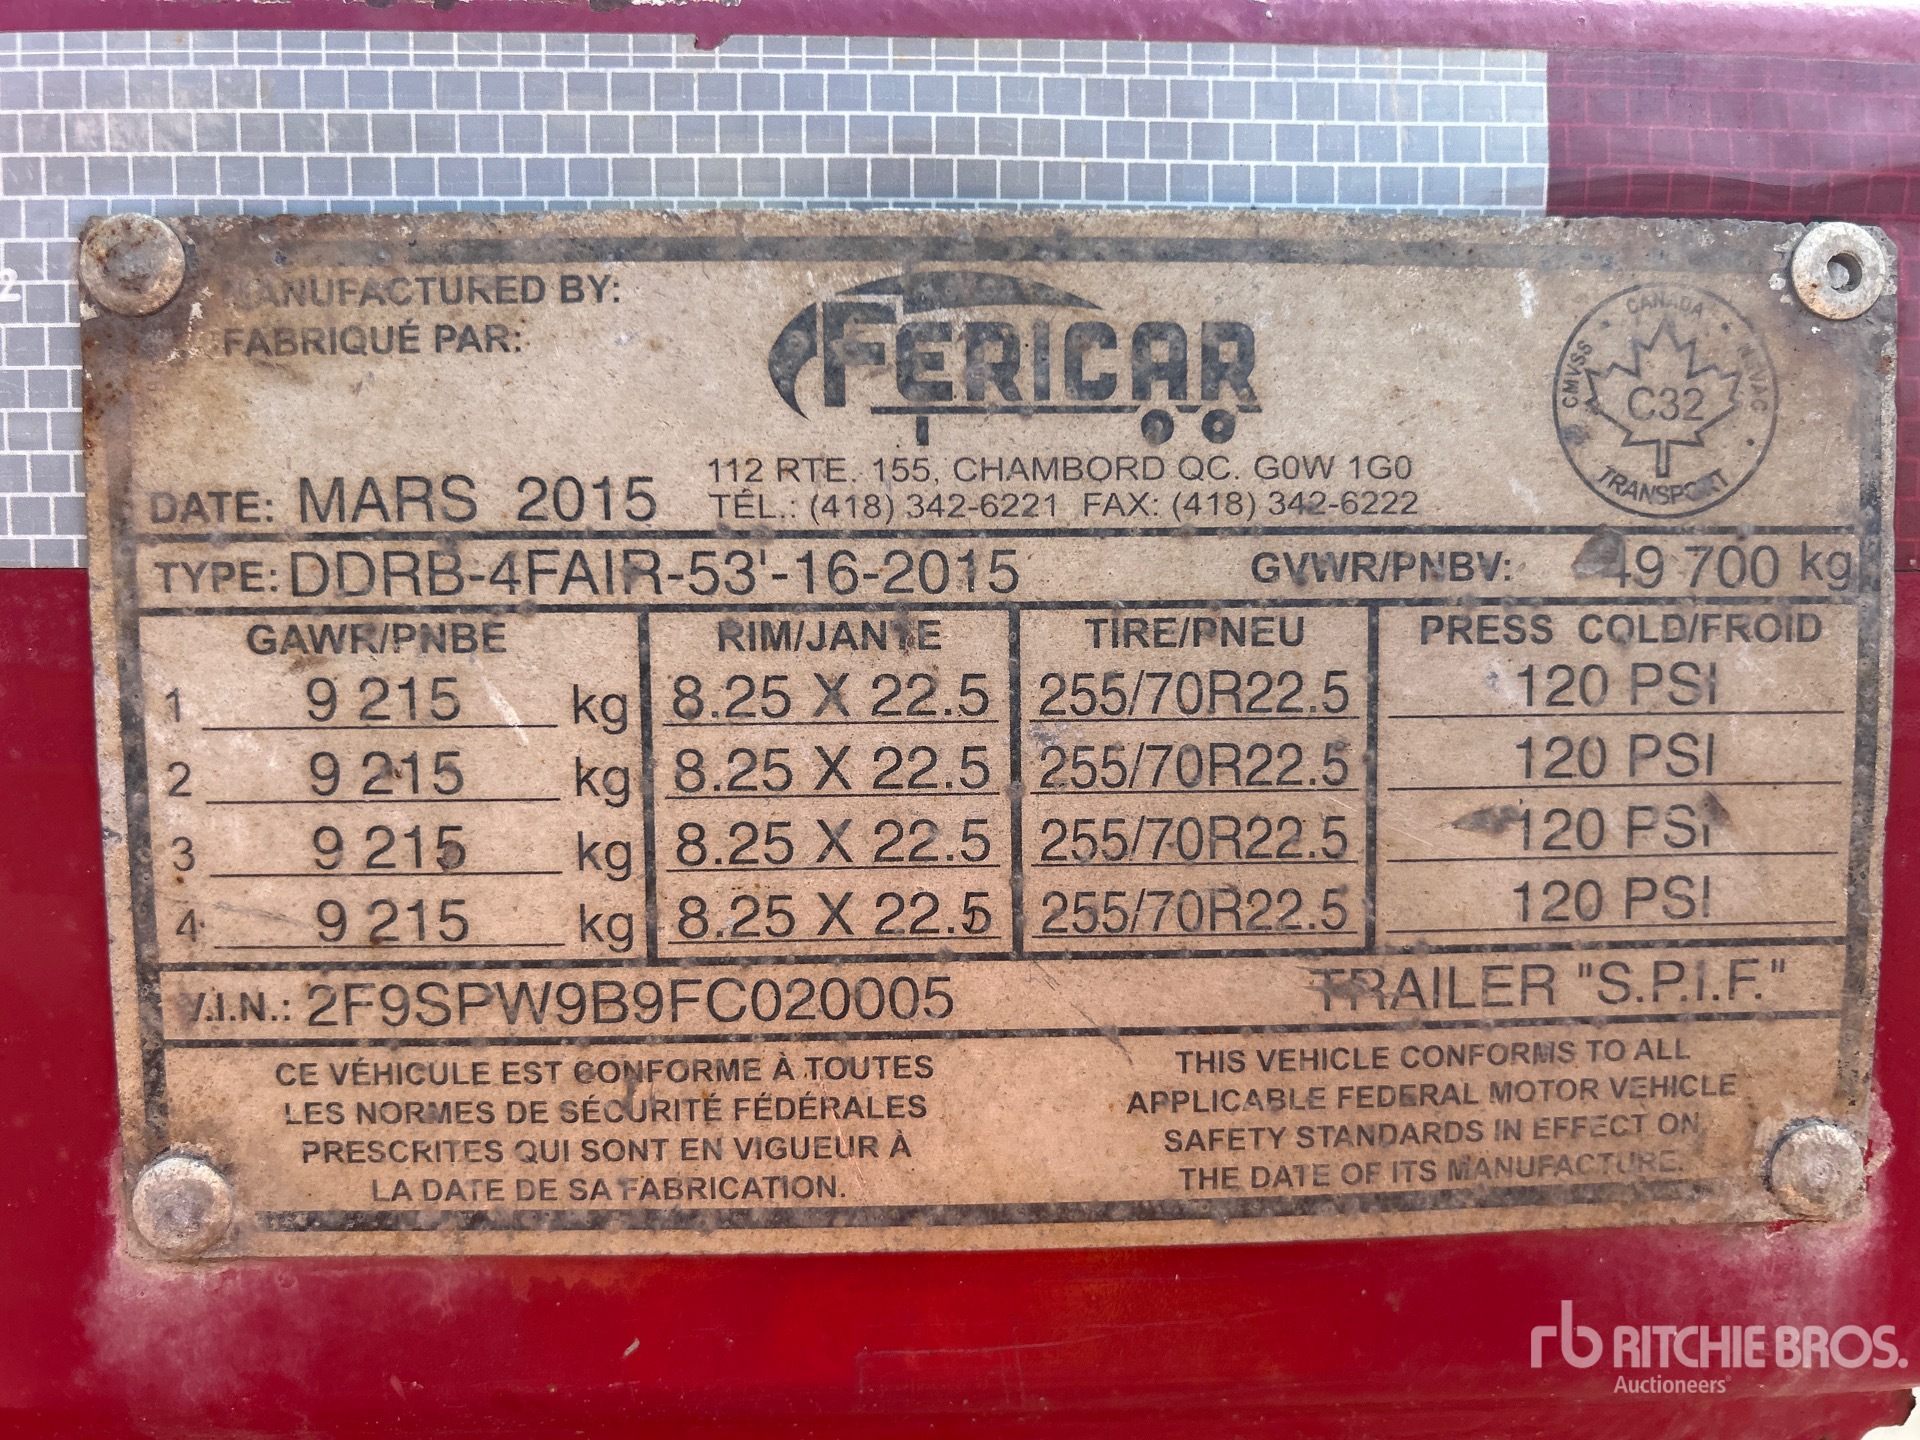 MANUFACTURED BY:
FABRIQUÉ PAR:
FERICAR
CANADA
CMVSS
N.S.V.A.C
C32
TRANSPORT
112 RTE. 155, CHAMBORD QC. G0W 1G0
DATE: MARS 2015
TÉL.: (418) 342-6221 FAX: (418) 342-6222
TYPE: DDRB-4FAIR-53'-16-2015 GVWR/PNBV: 49 700 kg
GAWR/PNBE RIM/JANTE TIRE/PNEU PRESS COLD/FROID
1 9 215 kg 8.25 X 22.5 255/70R22.5 120 PSI
2 9 215 kg 8.25 X 22.5 255/70R22.5 120 PSI
3 9 215 kg 8.25 X 22.5 255/70R22.5 120 PSI
4 9 215 kg 8.25 X 22.5 255/70R22.5 120 PSI
V.I.N.: 2F9SPW9B9FC020005 TRAILER "S.P.I.F."
CE VÉHICULE EST CONFORME À TOUTES
LES NORMES DE SÉCURITÉ FÉDÉRALES
PRESCRITES QUI SONT EN VIGUEUR À
LA DATE DE SA FABRICATION.
THIS VEHICLE CONFORMS TO ALL
APPLICABLE FEDERAL MOTOR VEHICLE
SAFETY STANDARDS IN EFFECT ON
THE DATE OF ITS MANUFACTURE.
rb RITCHIE BROS.
Auctioneers